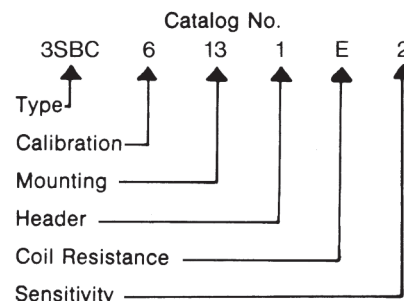 Catalog No.
3SBC 6 13 1 E 2
Type
Calibration
Mounting
Header
Coil Resistance
Sensitivity